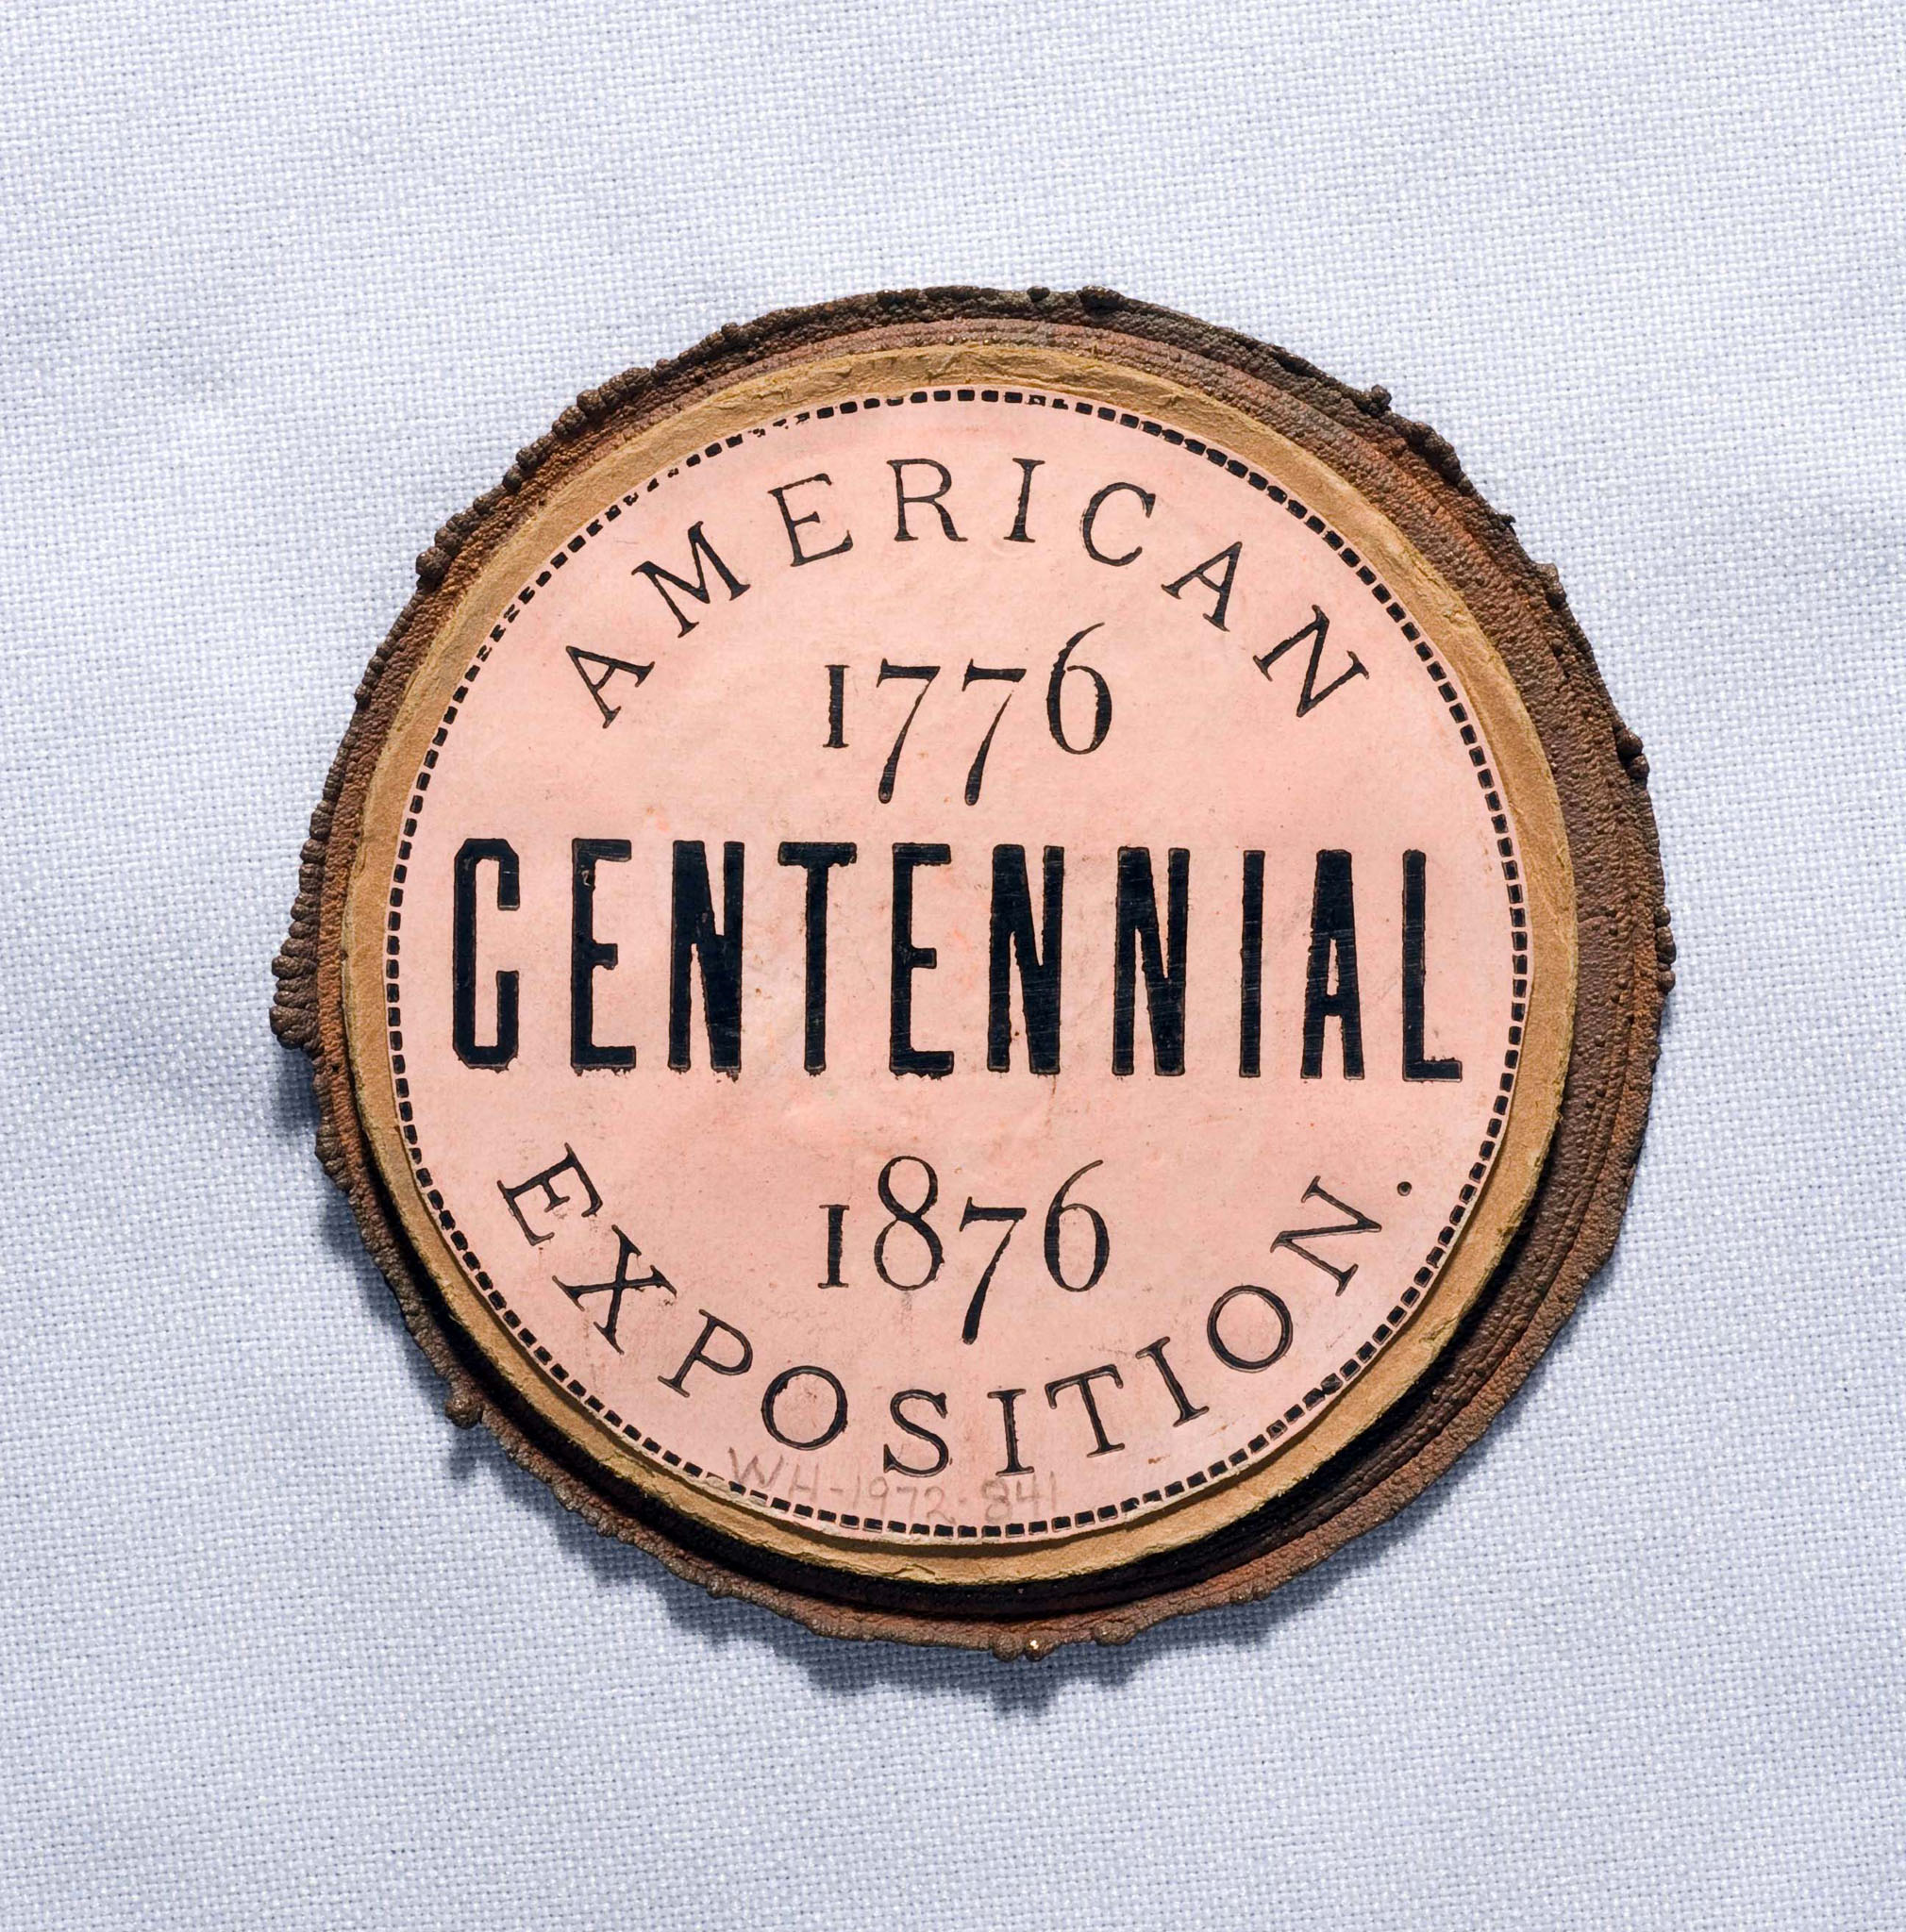 AMERICAN
1776
CENTENNIAL
1876
EXPOSITION.
WH-1972-841